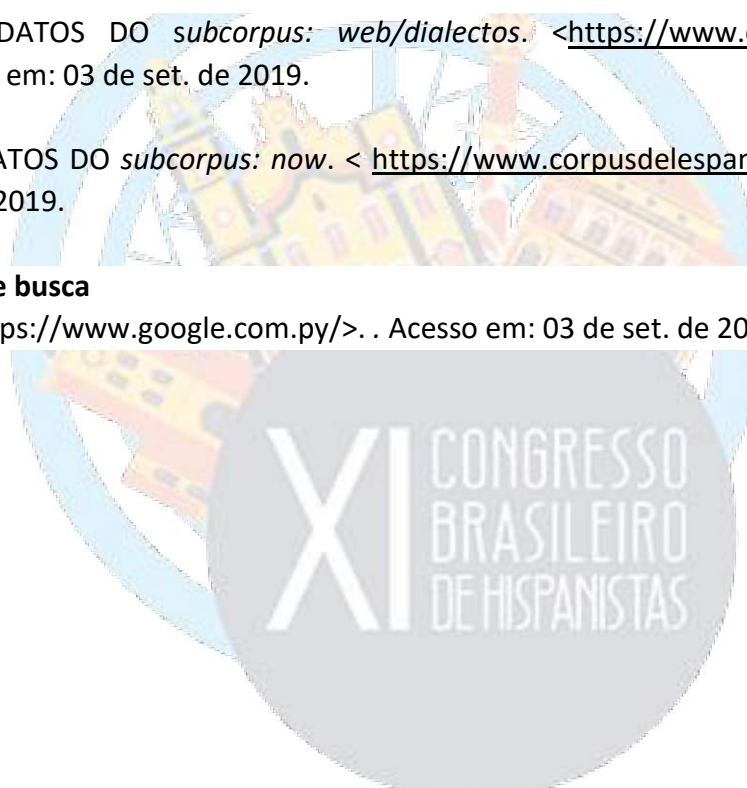 DATOS DO subcorpus: web/dialectos. <https://www.
em: 03 de set. de 2019.
ATOS DO subcorpus: now. < https://www.corpusdelespan
2019.
e busca
ps://www.google.com.py/>. . Acesso em: 03 de set. de 20
XI CONGRESSO
BRASILEIRO
DE HISPANISTAS